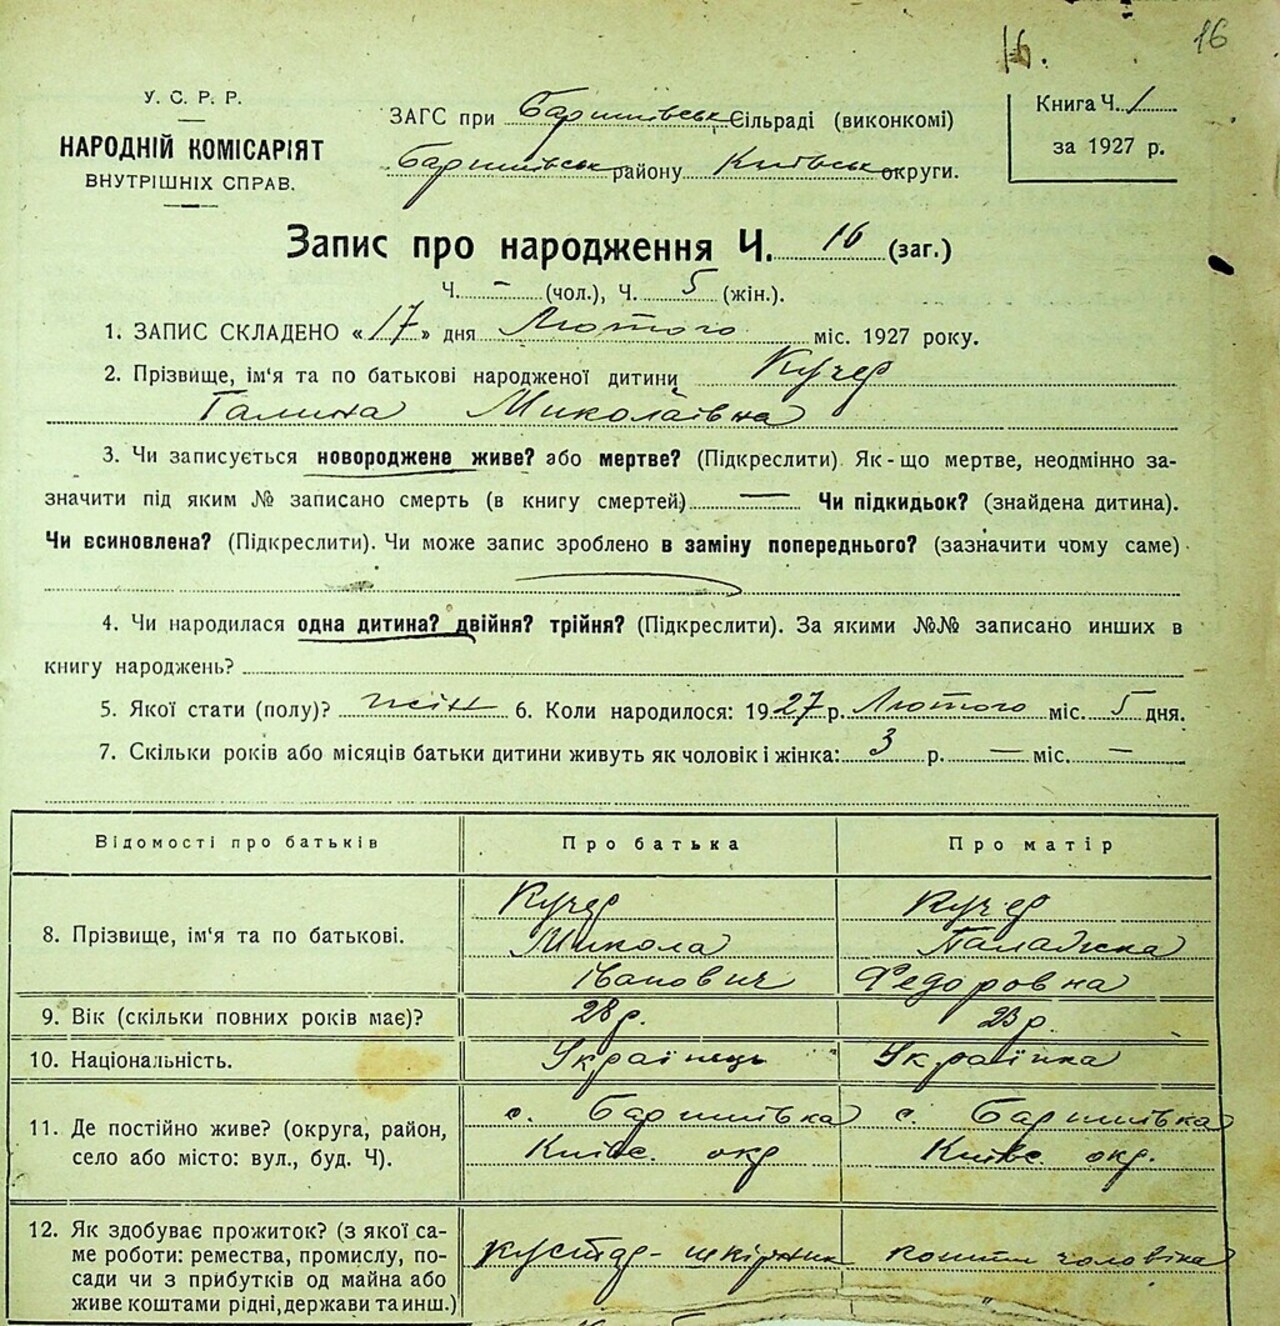 16. 16
У. С. Р. Р.
НАРОДНІЙ КОМІСАРІЯТ
ВНУТРІШНІХ СПРАВ.
ЗАГС при Баришівськ Сільраді (виконкомі)
Баришівськ району Київськ округи.
Книга Ч. 1
за 1927 р.
Запис про народження Ч. 16 (заг.)
Ч. – (чол.), Ч. 5 (жін.).
1. ЗАПИС СКЛАДЕНО «17» дня Лютого міс. 1927 року.
2. Прізвище, ім'я та по батькові народженої дитини Кучер
Галина Миколаівна
3. Чи записується новороджене живе? або мертве? (Підкреслити). Як-що мертве, неодмінно за-
значити під яким № записано смерть (в книгу смертей) — Чи підкидьок? (знайдена дитина).
Чи всиновлена? (Підкреслити). Чи може запис зроблено в заміну попереднього? (зазначити чому саме)
4. Чи народилася одна дитина? двійня? трійня? (Підкреслити). За якими №№ записано инших в
книгу народжень?
5. Якої стати (полу)? жін 6. Коли народилося: 1927 р. Лютого міс. 5 дня.
7. Скільки років або місяців батьки дитини живуть як чоловік і жінка: 3 р. — міс. —
Відомості про батьків Про батька Про матір
8. Прізвище, ім'я та по батькові.
Кучер
Микола
Іванович
Кучер
Палажка
Федоровна
9. Вік (скільки повних років має)? 28 р. 23 р.
10. Національність. Українець Українка
11. Де постійно живе? (округа, район,
село або місто: вул., буд. Ч).
с. Баришівка
Київс. окр
с. Баришівка
Київс. окр.
12. Як здобуває прожиток? (з якої са-
ме роботи: ремества, промислу, по-
сади чи з прибутків од майна або
живе коштами рідні, держави та инш.)
кустар-шкірник
кошти чоловіка